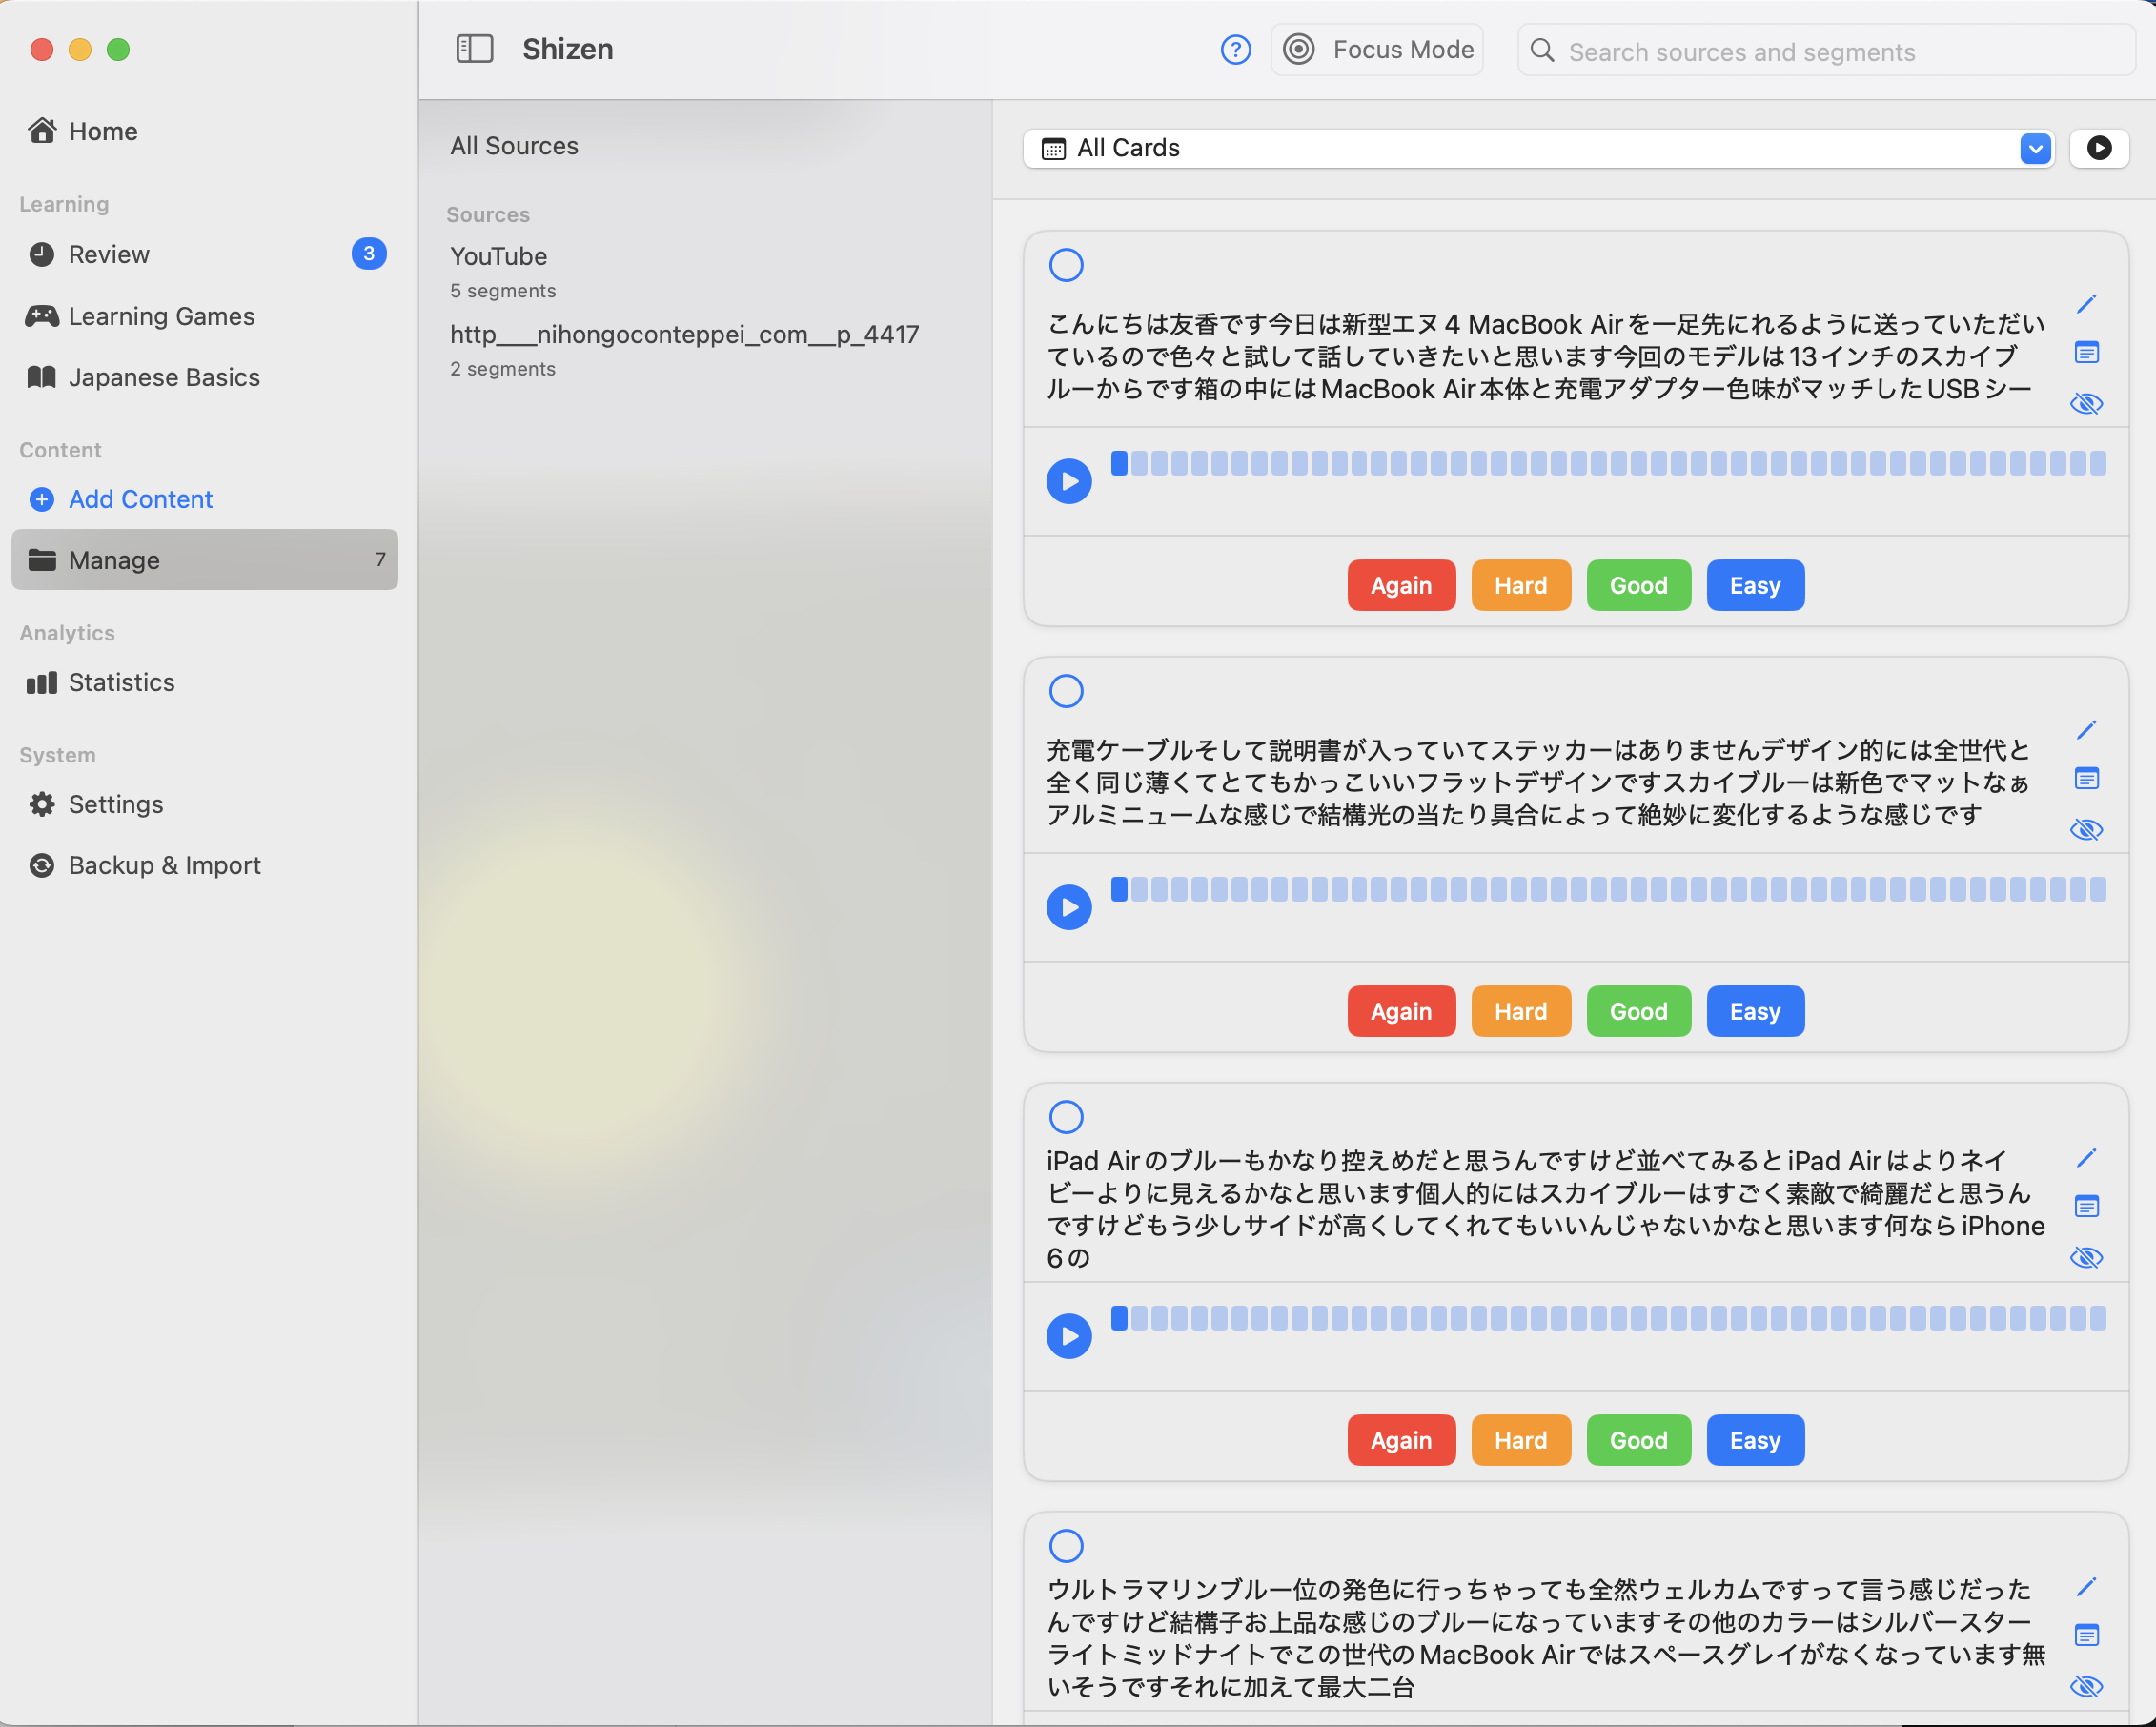 Shizen
Focus Mode
Search sources and segments
Home
Learning
Review 3
Learning Games
Japanese Basics
Content
Add Content
Manage 7
Analytics
Statistics
System
Settings
Backup & Import
All Sources
Sources
YouTube
5 segments
http___nihongoconteppei_com__p_4417
2 segments
All Cards
こんにちは友香です今日は新型エヌ4 MacBook Airを一足先にれるように送っていただい
ているので色々と試して話していきたいと思います今回のモデルは13インチのスカイブ
ルーからです箱の中にはMacBook Air本体と充電アダプター色味がマッチしたUSBシー
Again Hard Good Easy
充電ケーブルそして説明書が入っていてステッカーはありませんデザイン的には全世代と
全く同じ薄くてとてもかっこいいフラットデザインですスカイブルーは新色でマットなぁ
アルミニュームな感じで結構光の当たり具合によって絶妙に変化するような感じです
Again Hard Good Easy
iPad Airのブルーもかなり控えめだと思うんですけど並べてみるとiPad Airはよりネイ
ビーよりに見えるかなと思います個人的にはスカイブルーはすごく素敵で綺麗だと思うん
ですけどもう少しサイドが高くしてくれてもいいんじゃないかなと思います何ならiPhone
6の
Again Hard Good Easy
ウルトラマリンブルー位の発色に行っちゃっても全然ウェルカムですって言う感じだった
んですけど結構子お上品な感じのブルーになっていますその他のカラーはシルバースター
ライトミッドナイトでこの世代のMacBook Airではスペースグレイがなくなっています無
いそうですそれに加えて最大二台